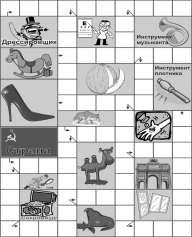 Дрессировщик
Инструмент
музыканта
Инструмент
плотника
Страна